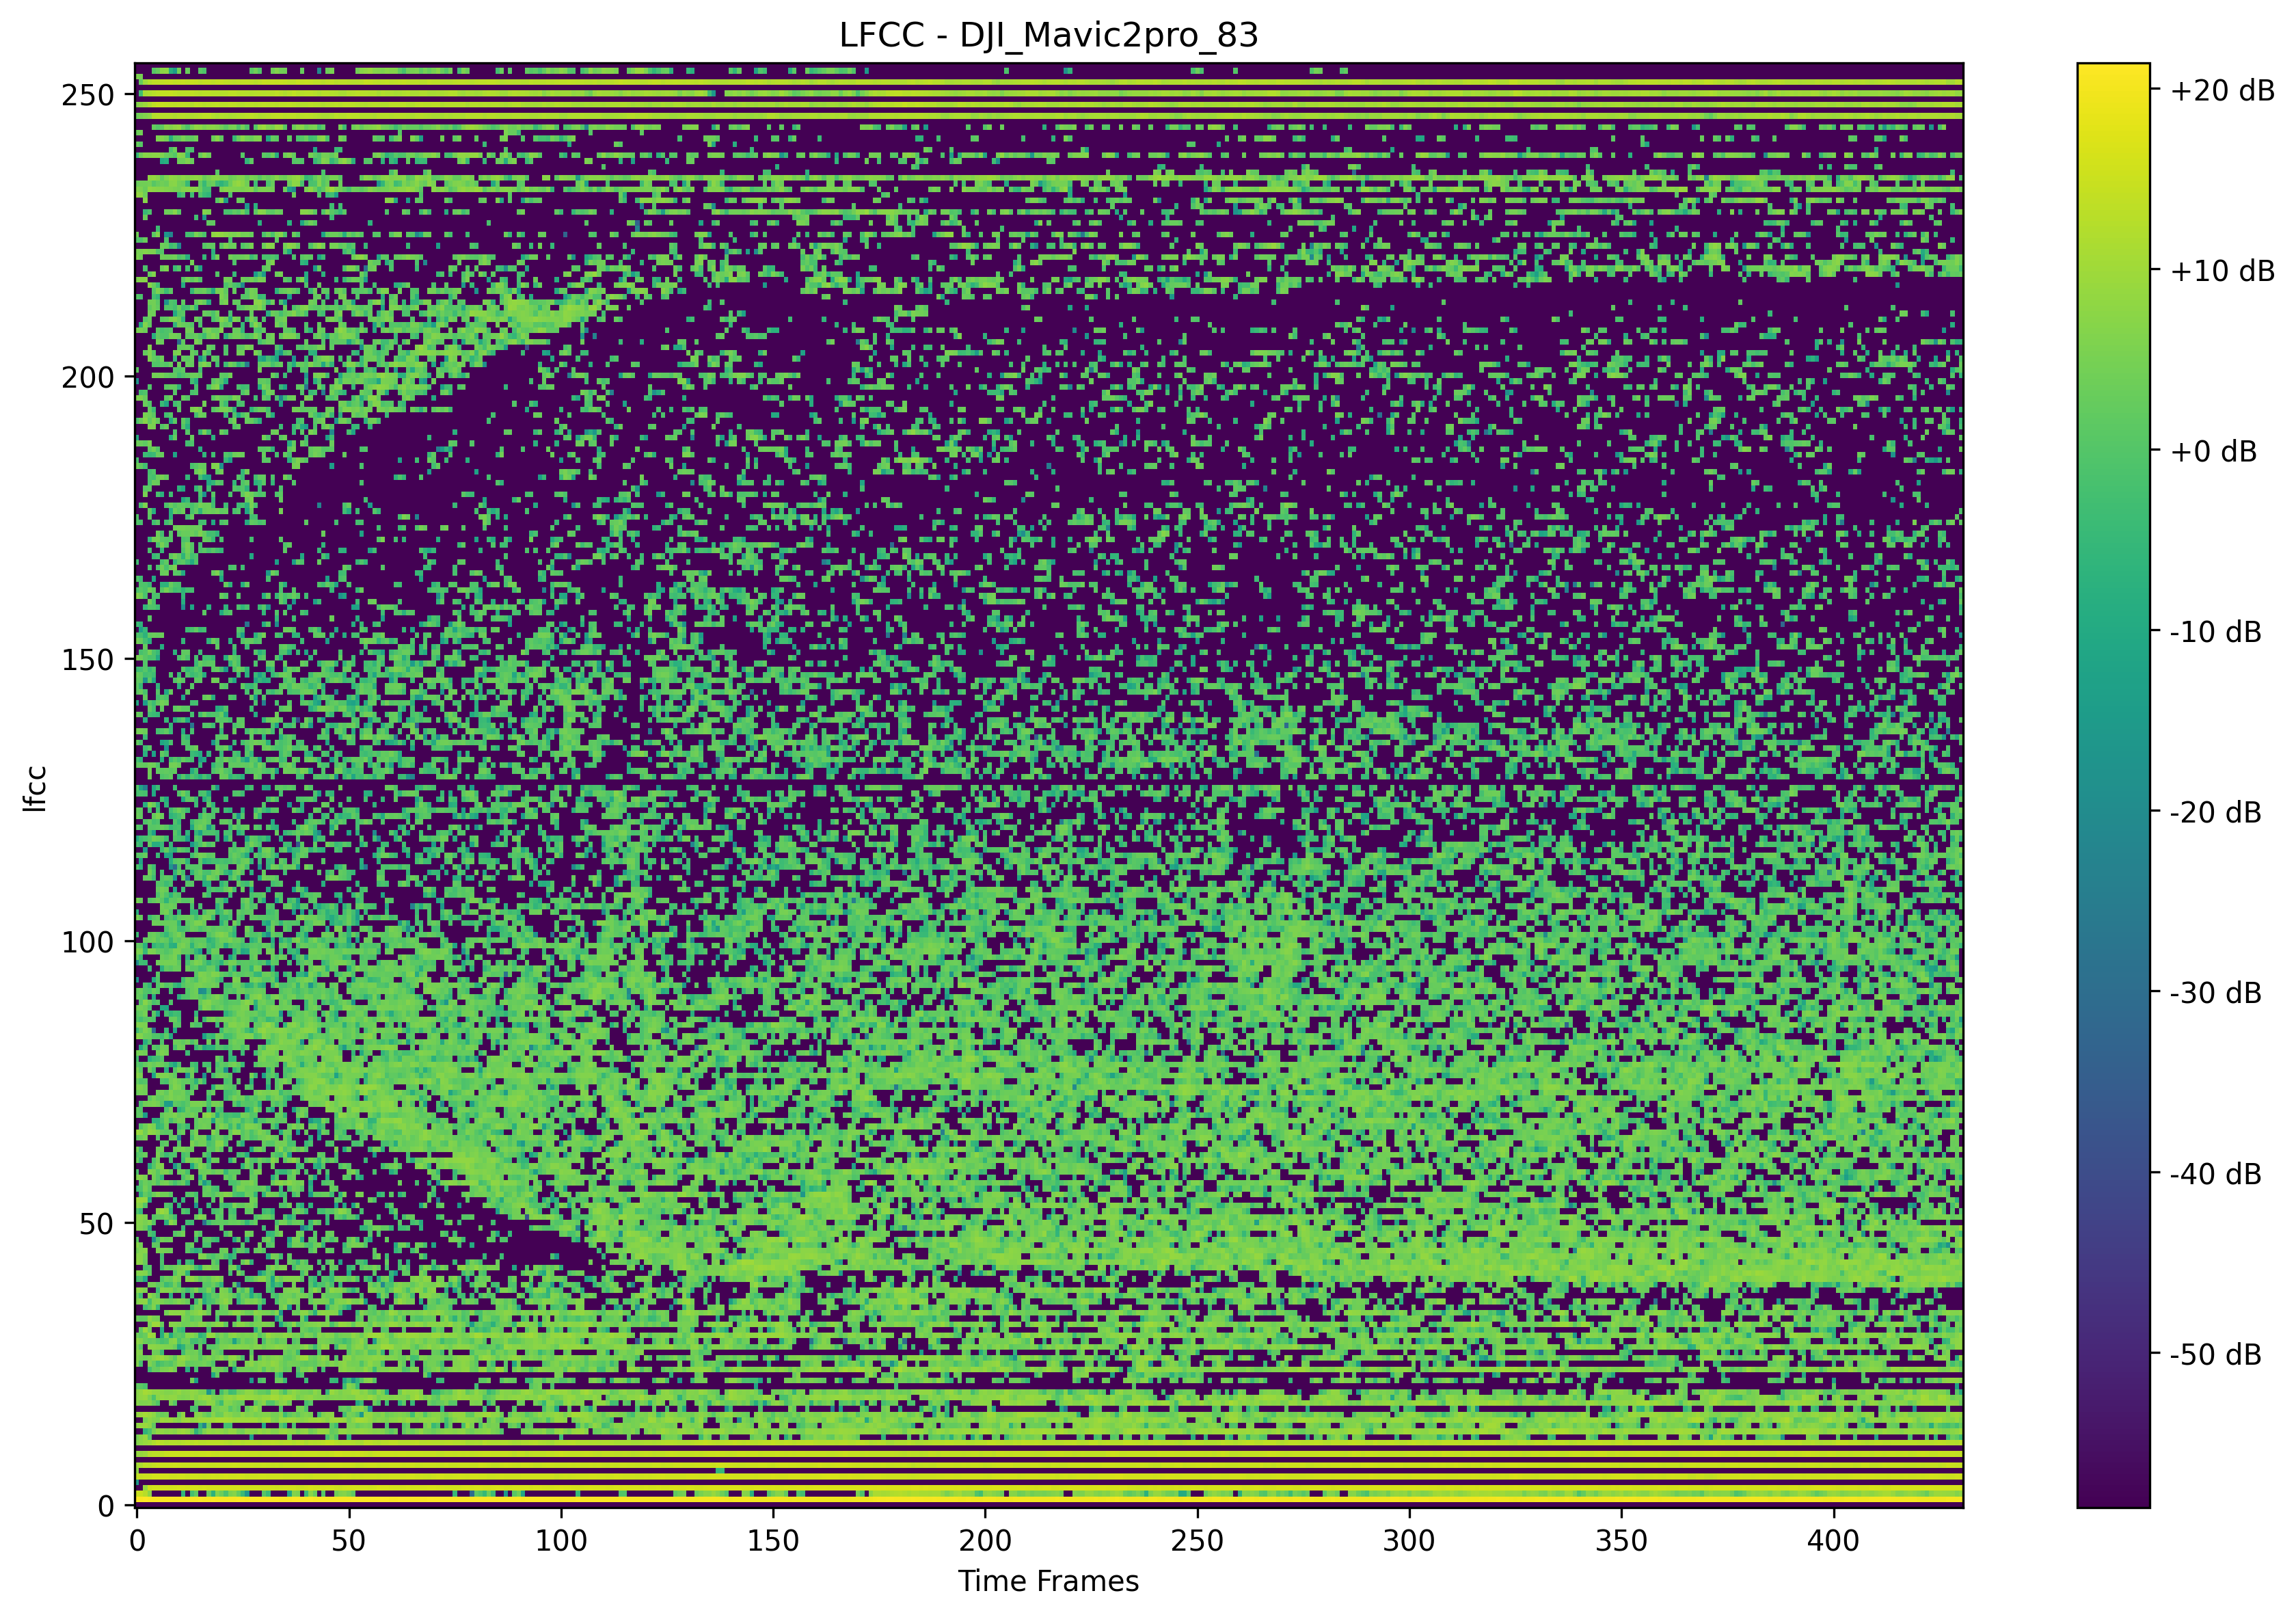 LFCC - DJI_Mavic2pro_83
250
200
150
100
50
0
lfcc
0 50 100 150 200 250 300 350 400
Time Frames
+20 dB
+10 dB
+0 dB
-10 dB
-20 dB
-30 dB
-40 dB
-50 dB